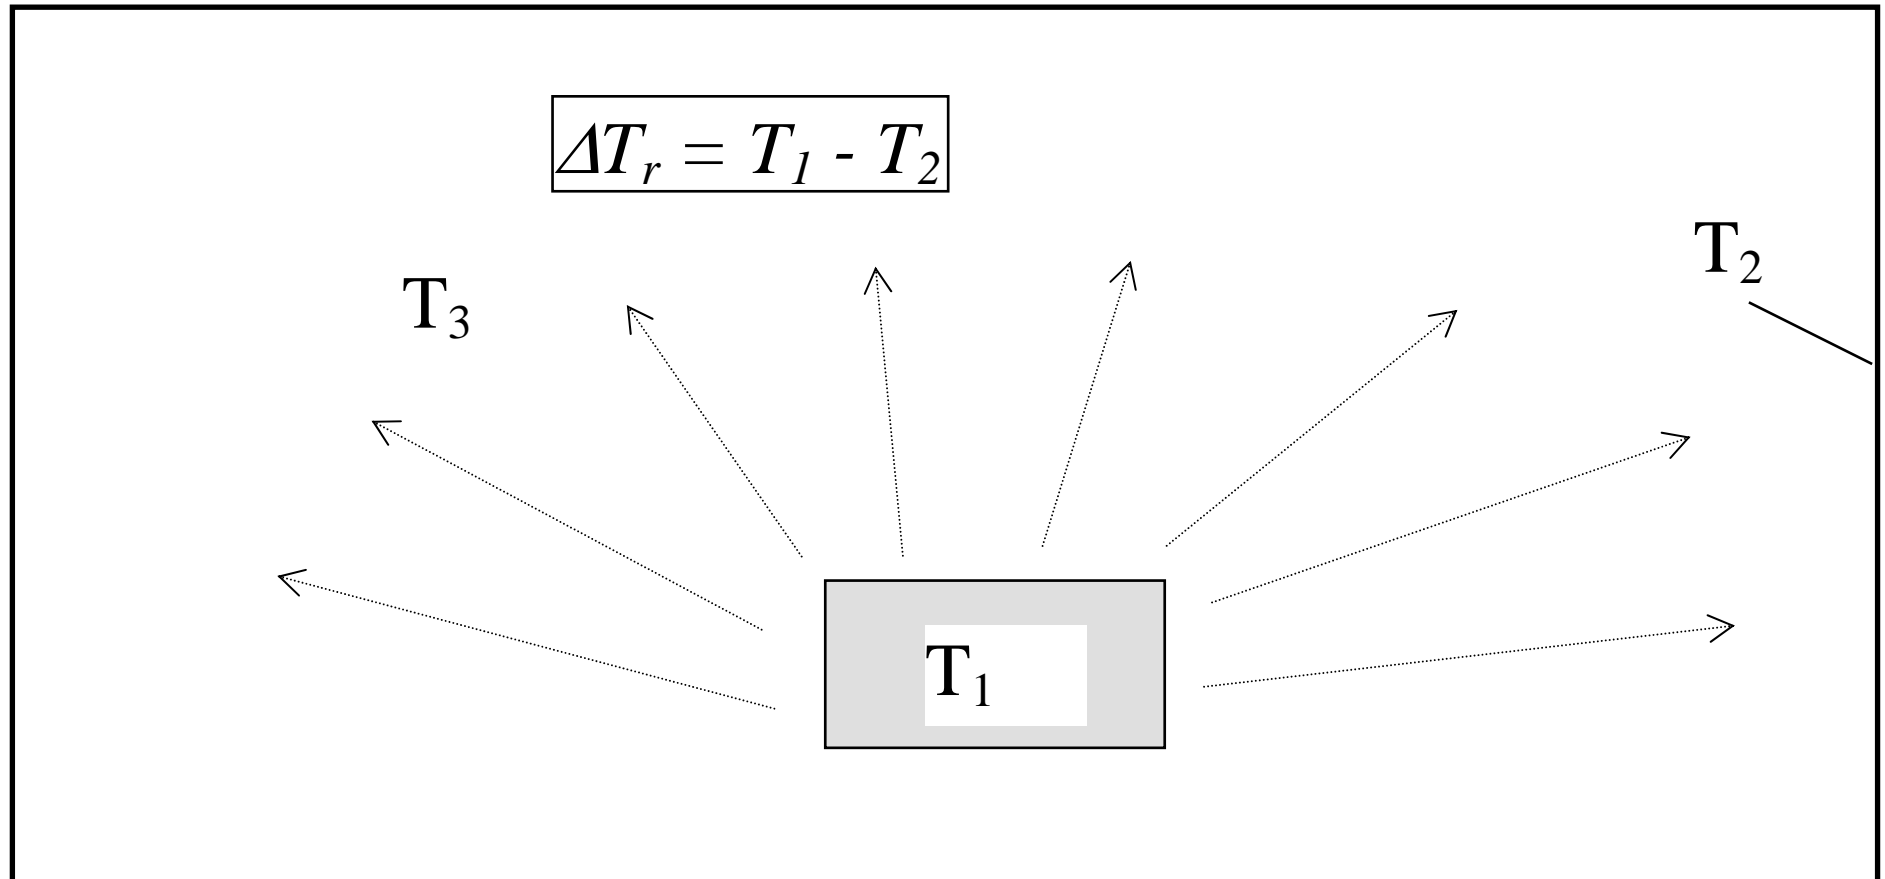 ΔTᵣ = T₁ - T₂
T₂
T₃
T₁